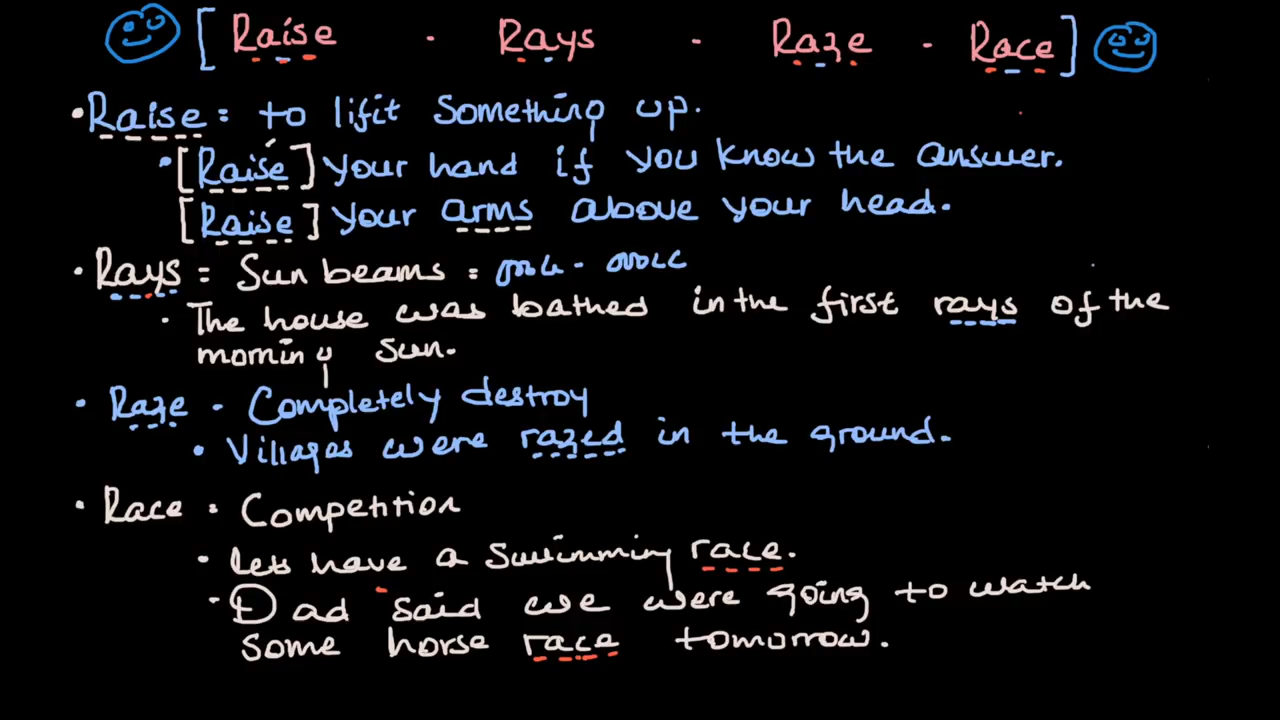 [Raise · Rays · Raze - Race]
• Raise = to lifit something up.
• [Raise] your hand if you know the answer.
[Raise] your arms above your head.
• Rays = Sun beams =
• The house was bathed in the first rays of the
morning sun.
• Raze - Completely destroy
• Villages were razed in the ground.
• Race = Competition
• Lets have a swimming race.
• Dad said we were going to watch
some horse race tomorrow.